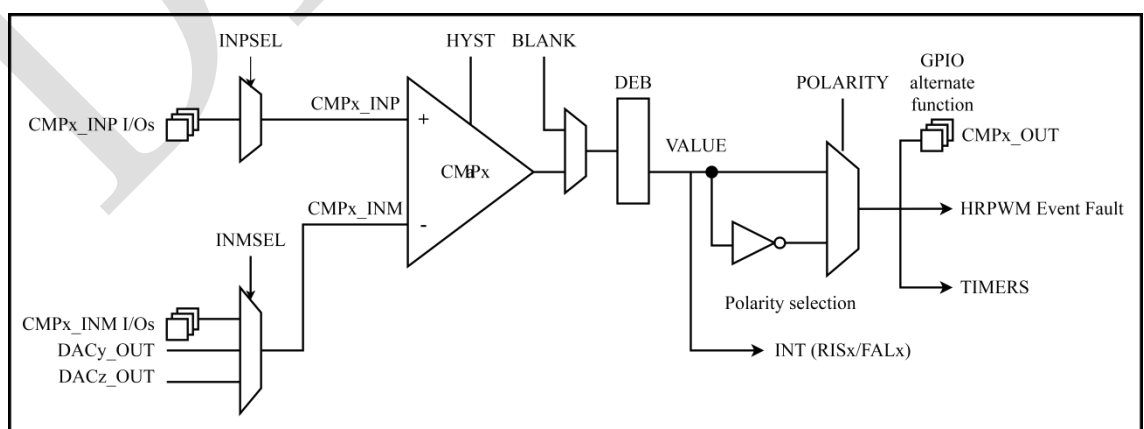 INPSEL
HYST
BLANK
DEB
POLARITY
GPIO
alternate
function
CMPx_INP I/Os
CMPx_INP
+
CMPx_OUT
VALUE
CMPx
CMPx_INM
-
HRPWM Event Fault
INMSEL
CMPx_INM I/Os
DACy_OUT
DACz_OUT
Polarity selection
TIMERS
INT (RISx/FALx)